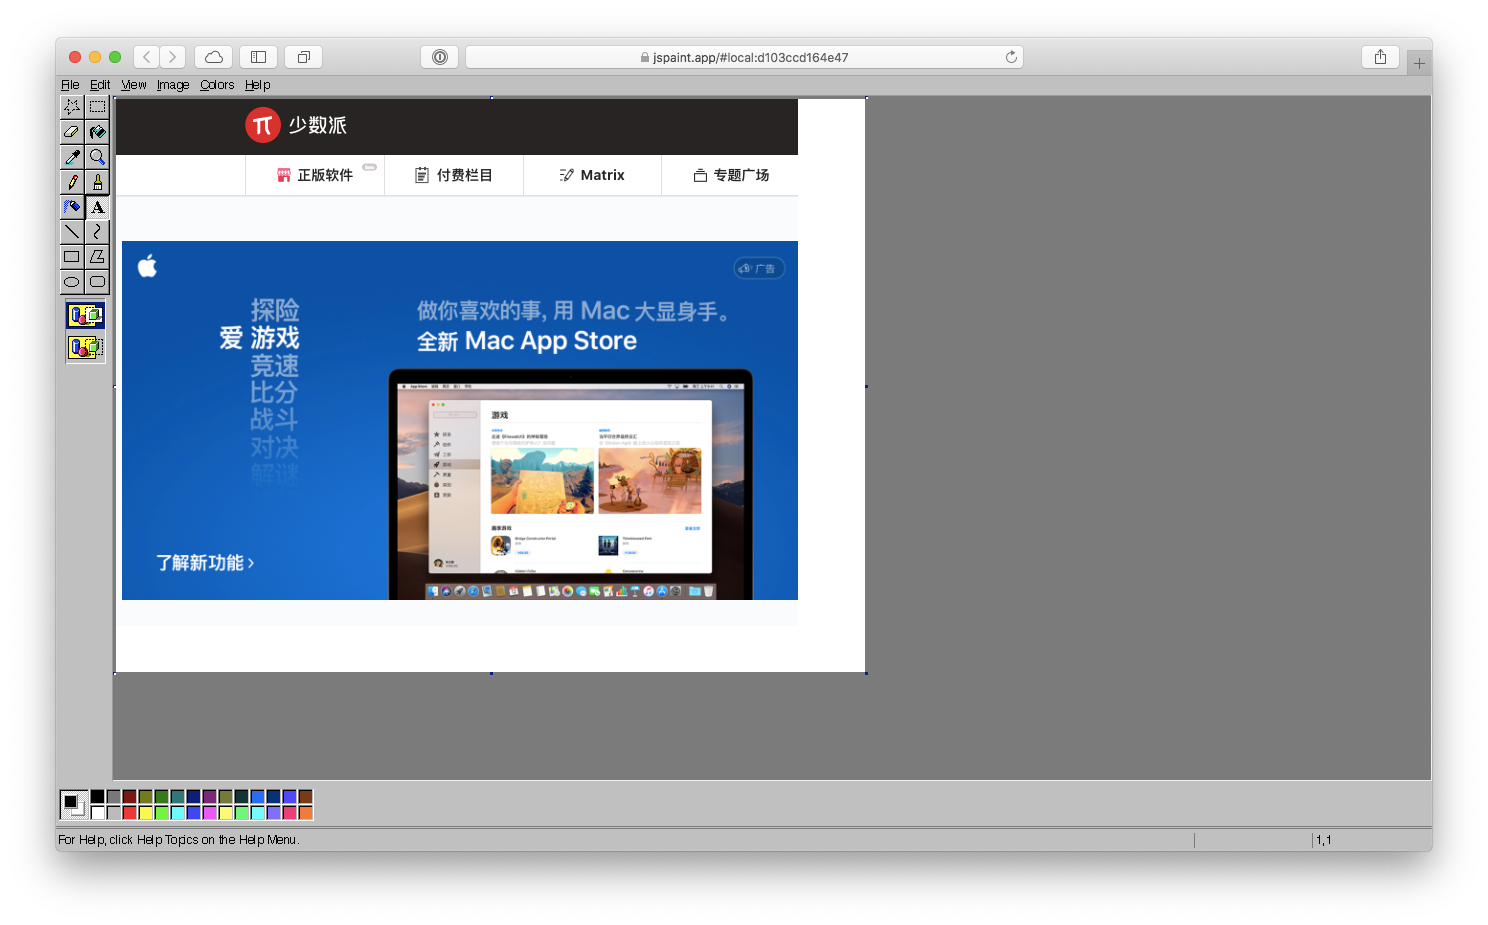 jspaint.app/#local:d103ccd164e47
File Edit View Image Colors Help
少数派
正版软件
付费栏目
Matrix
专题广场
广告
探险
爱 游戏
竞速
比分
战斗
对决
解谜
做你喜欢的事, 用 Mac 大显身手。
全新 Mac App Store
游戏
了解新功能 ›
A
For Help, click Help Topics on the Help Menu.
1,1